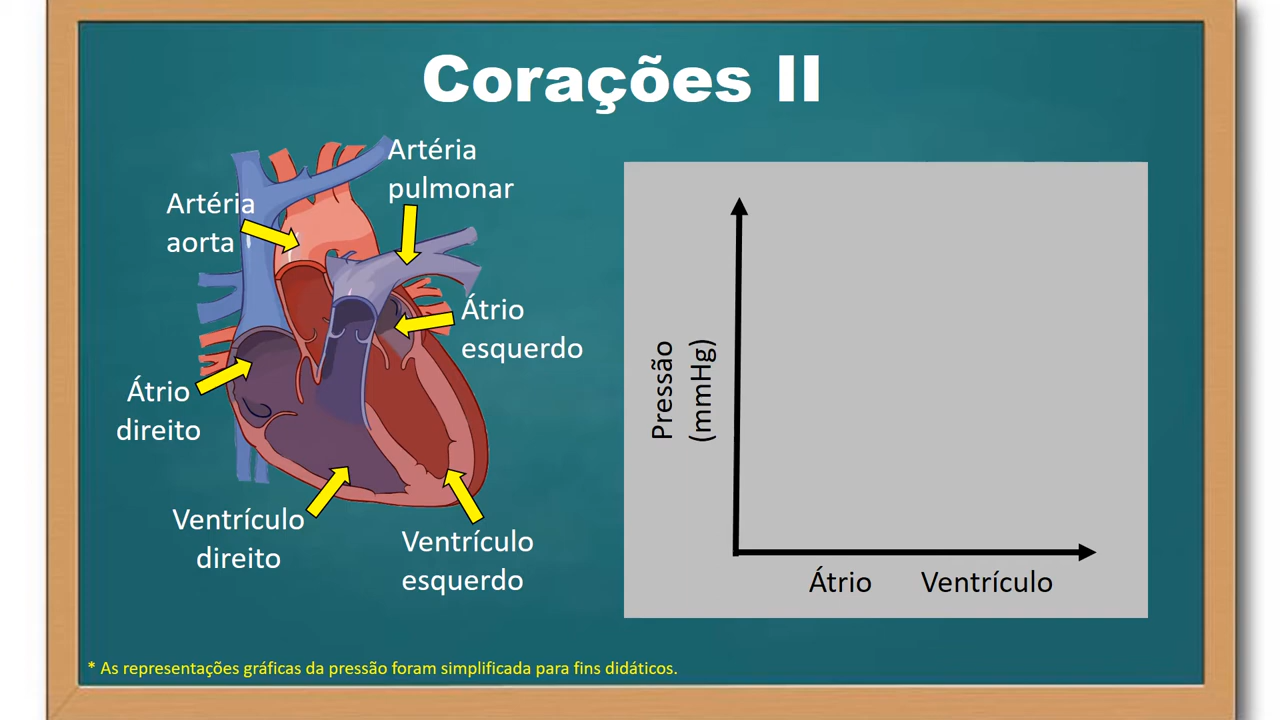 Corações II
Artéria
pulmonar
Artéria
aorta
Átrio
esquerdo
Átrio
direito
Ventrículo
direito
Ventrículo
esquerdo
Pressão
(mmHg)
Átrio
Ventrículo
* As representações gráficas da pressão foram simplificada para fins didáticos.